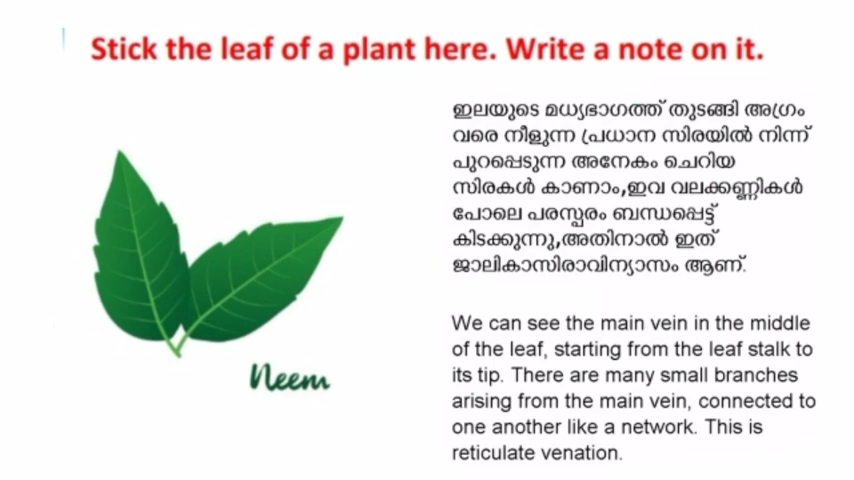 Stick the leaf of a plant here. Write a note on it.
ഇലയുടെ മധ്യഭാഗത്ത് തുടങ്ങി അഗ്രം
വരെ നീളുന്ന പ്രധാന സിരയിൽ നിന്ന്
പുറപ്പെടുന്ന അനേകം ചെറിയ
സിരകൾ കാണാം,ഇവ വലക്കണ്ണികൾ
പോലെ പരസ്പരം ബന്ധപ്പെട്ട്
കിടക്കുന്നു,അതിനാൽ ഇത്
ജാലികാസിരാവിന്യാസം ആണ്.
We can see the main vein in the middle
of the leaf, starting from the leaf stalk to
its tip. There are many small branches
arising from the main vein, connected to
one another like a network. This is
reticulate venation.
Neem